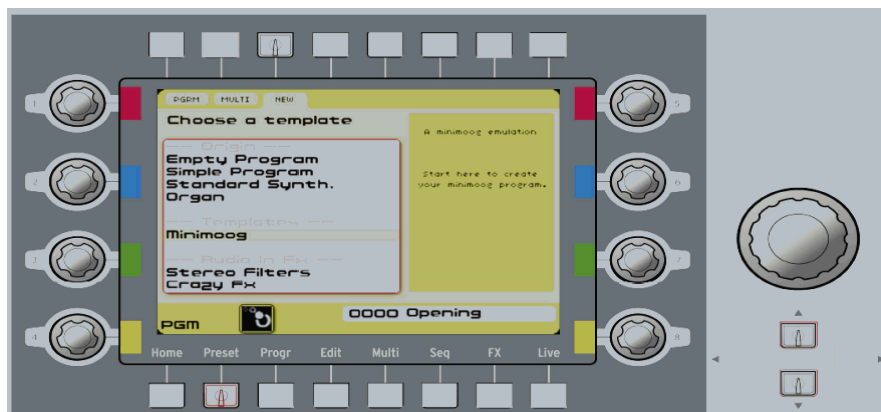 PGRM MULTI NEW
Choose a template
-- Origin --
Empty Program
Simple Program
Standard Synth.
Organ
-- Templates --
Minimoog
-- Audio In Fx --
Stereo Filters
Crazy Fx
A minimoog emulation
Start here to create
your minimoog program.
PGM
0000 Opening
1
2
3
4
5
6
7
8
Home Preset Progr Edit Multi Seq FX Live